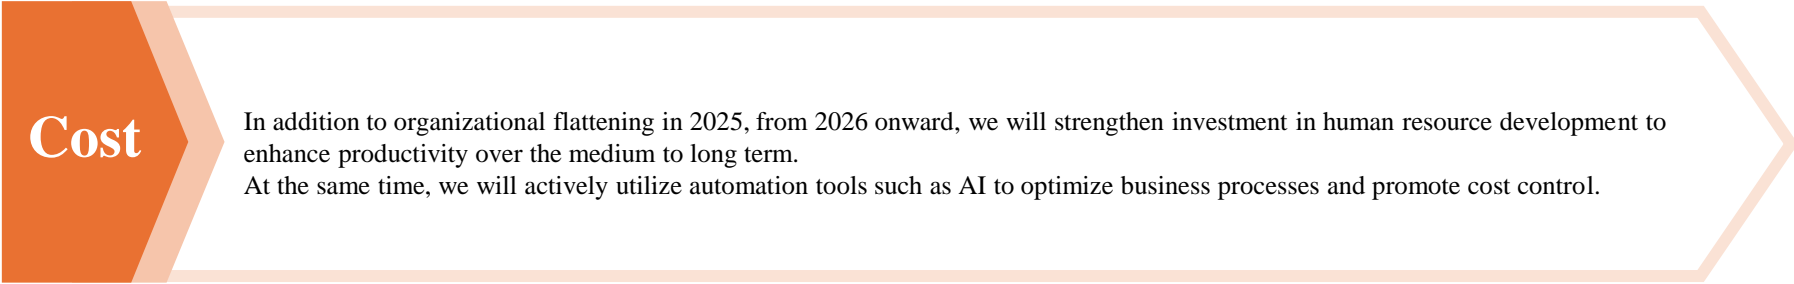 Cost
In addition to organizational flattening in 2025, from 2026 onward, we will strengthen investment in human resource development to
enhance productivity over the medium to long term.
At the same time, we will actively utilize automation tools such as AI to optimize business processes and promote cost control.